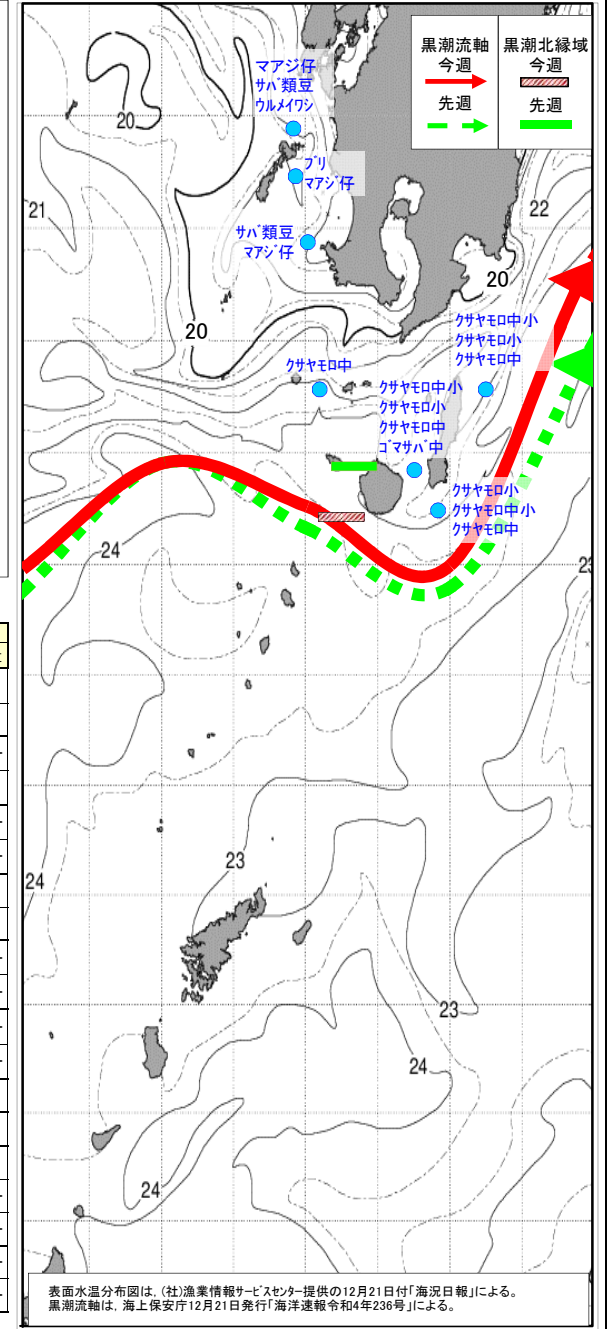 黒潮流軸
今週
先週
黒潮北縁域
今週
先週
マアジ仔
サバ類豆
ウルメイワシ
20
ブリ
マアジ仔
21
22
サバ類豆
マアジ仔
20
20
クサヤモロ中小
クサヤモロ小
クサヤモロ中
クサヤモロ中
クサヤモロ中小
クサヤモロ小
クサヤモロ中
ゴマサバ中
クサヤモロ小
クサヤモロ中小
クサヤモロ中
24
23
23
24
23
24
24
表面水温分布図は, (社)漁業情報サービスセンター提供の12月21日付「海況日報」による。
黒潮流軸は, 海上保安庁12月21日発行「海洋速報令和4年236号」による。